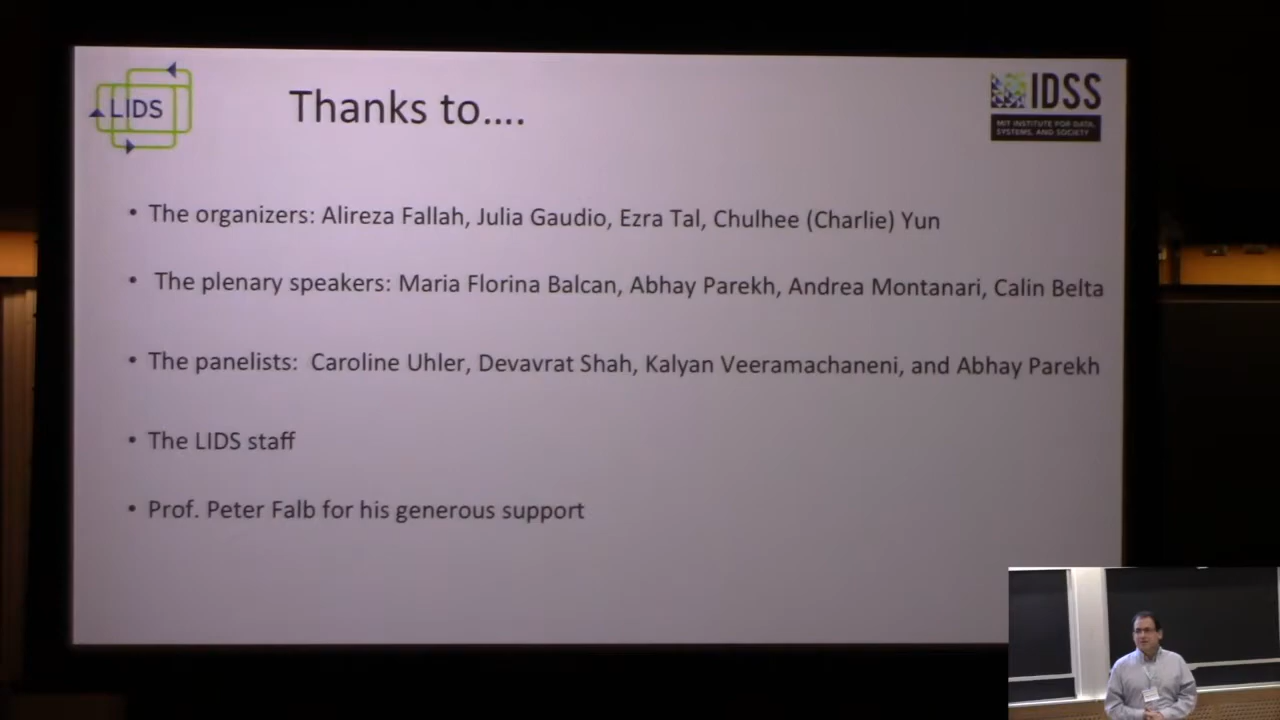 LIDS
Thanks to....
IDSS
MIT INSTITUTE FOR DATA,
SYSTEMS, AND SOCIETY
• The organizers: Alireza Fallah, Julia Gaudio, Ezra Tal, Chulhee (Charlie) Yun
• The plenary speakers: Maria Florina Balcan, Abhay Parekh, Andrea Montanari, Calin Belta
• The panelists: Caroline Uhler, Devavrat Shah, Kalyan Veeramachaneni, and Abhay Parekh
• The LIDS staff
• Prof. Peter Falb for his generous support